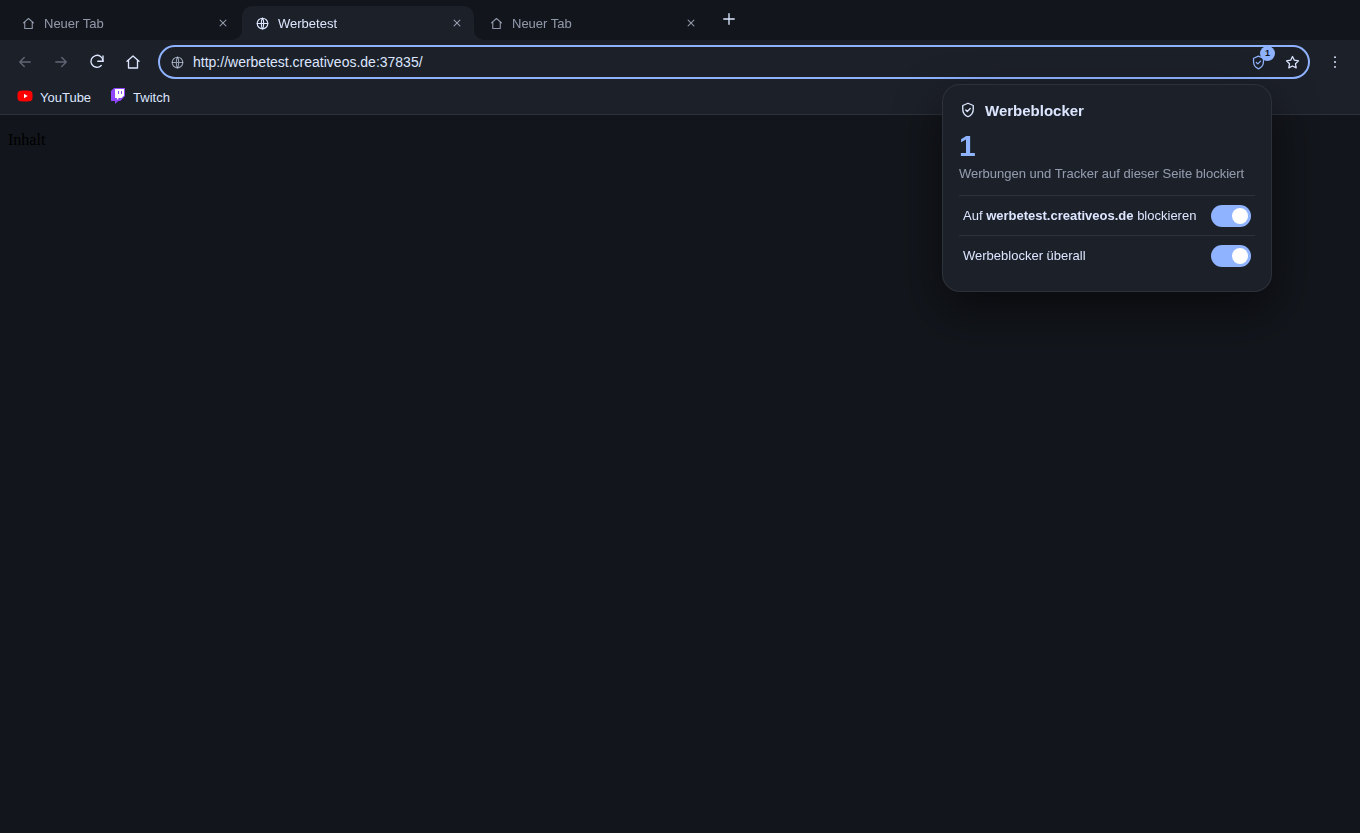 Neuer Tab
Werbetest
Neuer Tab
http://werbetest.creativeos.de:37835/
1
YouTube
Twitch
Inhalt
Werbeblocker
1
Werbungen und Tracker auf dieser Seite blockiert
Auf werbetest.creativeos.de blockieren
Werbeblocker überall